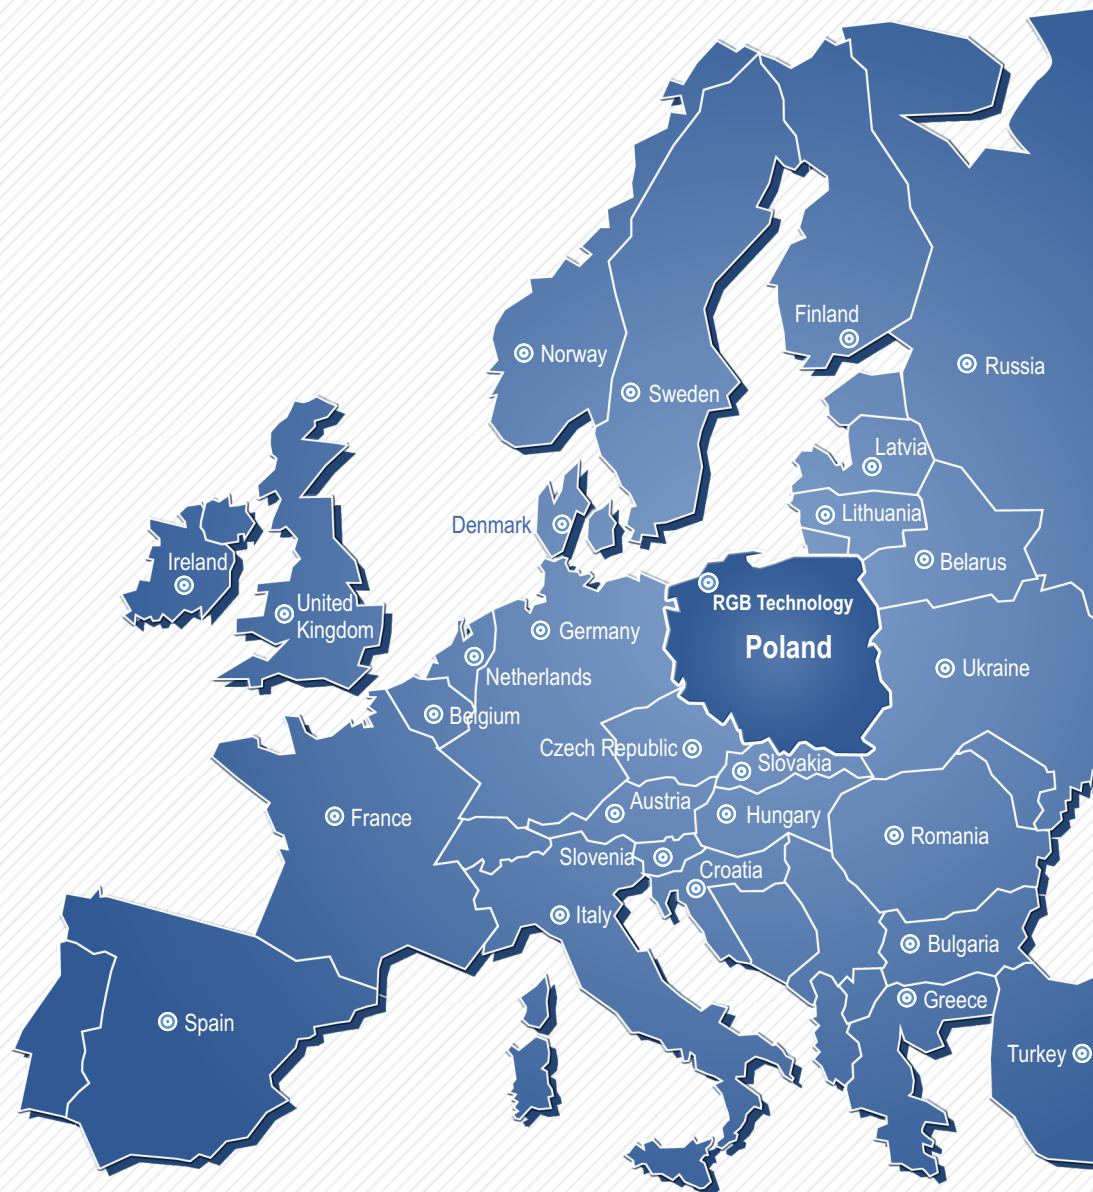 Finland
Norway
Russia
Sweden
Latvia
Lithuania
Denmark
Belarus
Ireland
United
Kingdom
RGB Technology
Germany
Poland
Ukraine
Netherlands
Belgium
Czech Republic
Slovakia
Austria
France
Hungary
Romania
Slovenia
Croatia
Italy
Bulgaria
Greece
Spain
Turkey